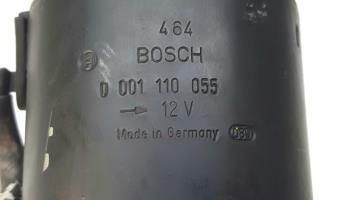 464
BOSCH
0 001 110 055
→ 12 V
Made in Germany